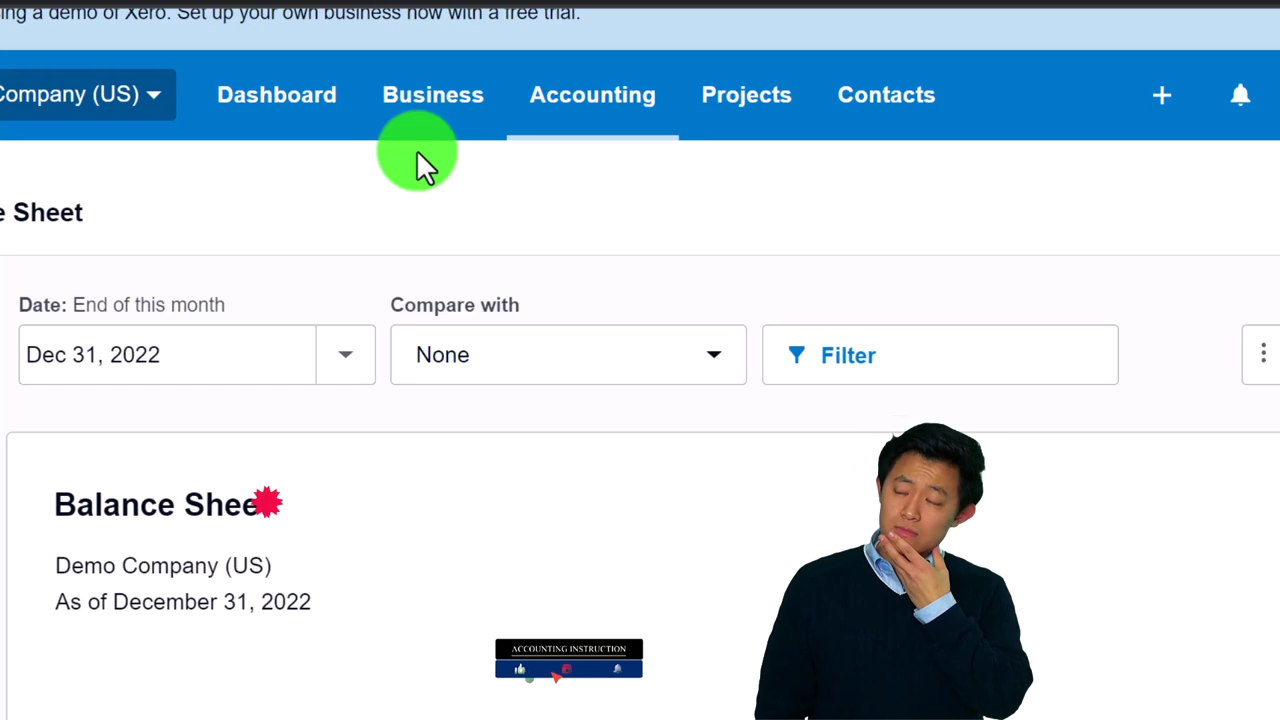 ing a demo of Xero. Set up your own business now with a free trial.
Company (US)
Dashboard
Business
Accounting
Projects
Contacts
e Sheet
Date: End of this month
Compare with
Dec 31, 2022
None
Filter
Balance Shee
Demo Company (US)
As of December 31, 2022
ACCOUNTING INSTRUCTION